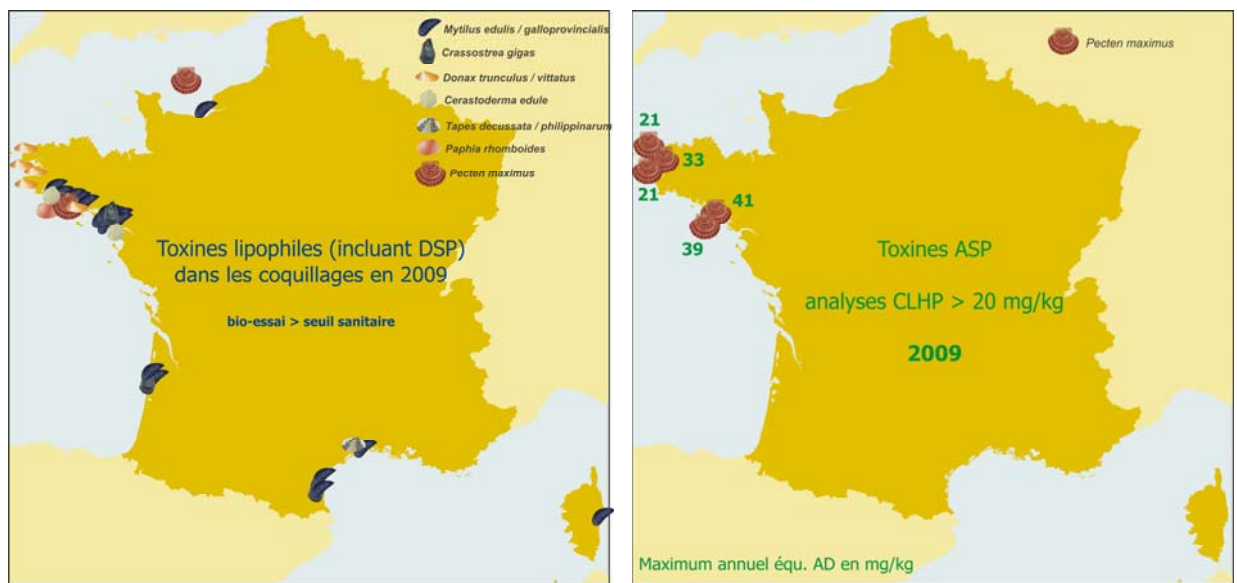 Mytilus edulis / galloprovincialis
Crassostrea gigas
Donax trunculus / vittatus
Cerastoderma edule
Tapes decussata / philippinarum
Paphia rhomboides
Pecten maximus
Toxines lipophiles (incluant DSP)
dans les coquillages en 2009
bio-essai > seuil sanitaire
Pecten maximus
21
33
21
41
39
Toxines ASP
analyses CLHP > 20 mg/kg
2009
Maximum annuel équ. AD en mg/kg